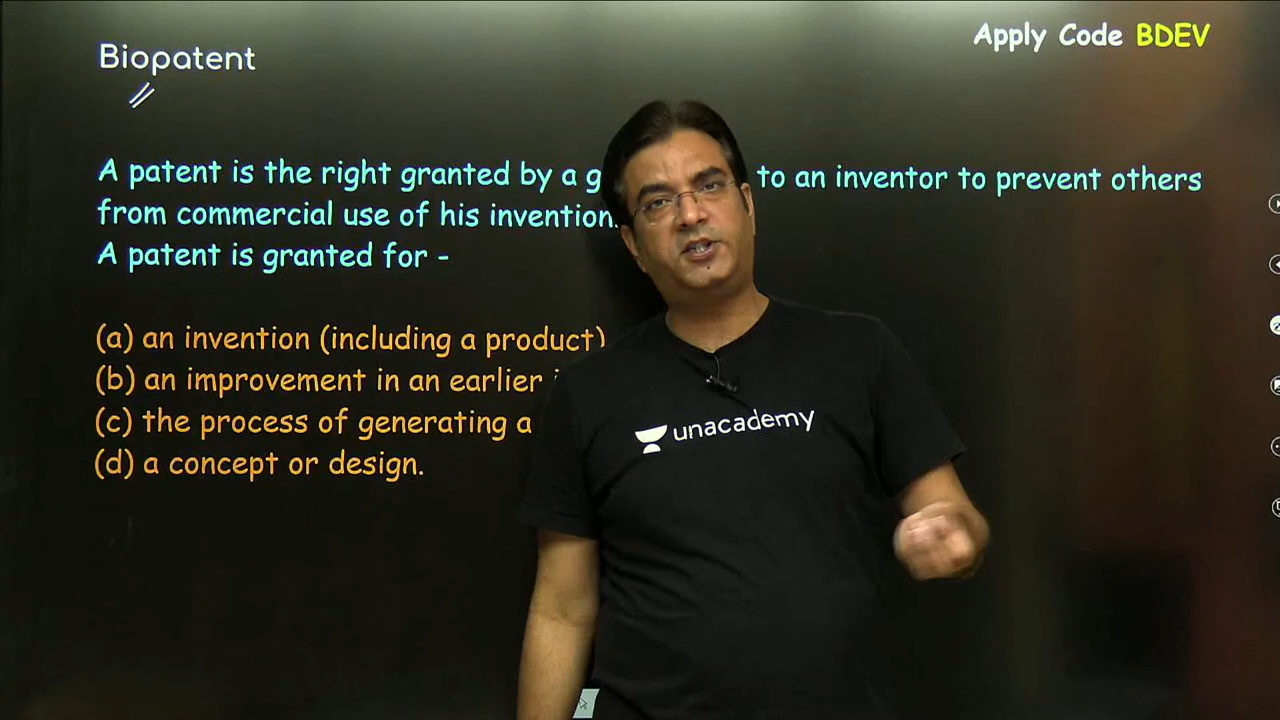 Apply Code BDEV
Biopatent
A patent is the right granted by a g to an inventor to prevent others
from commercial use of his invention.
A patent is granted for -
(a) an invention (including a product)
(b) an improvement in an earlier
(c) the process of generating a
(d) a concept or design.
unacademy